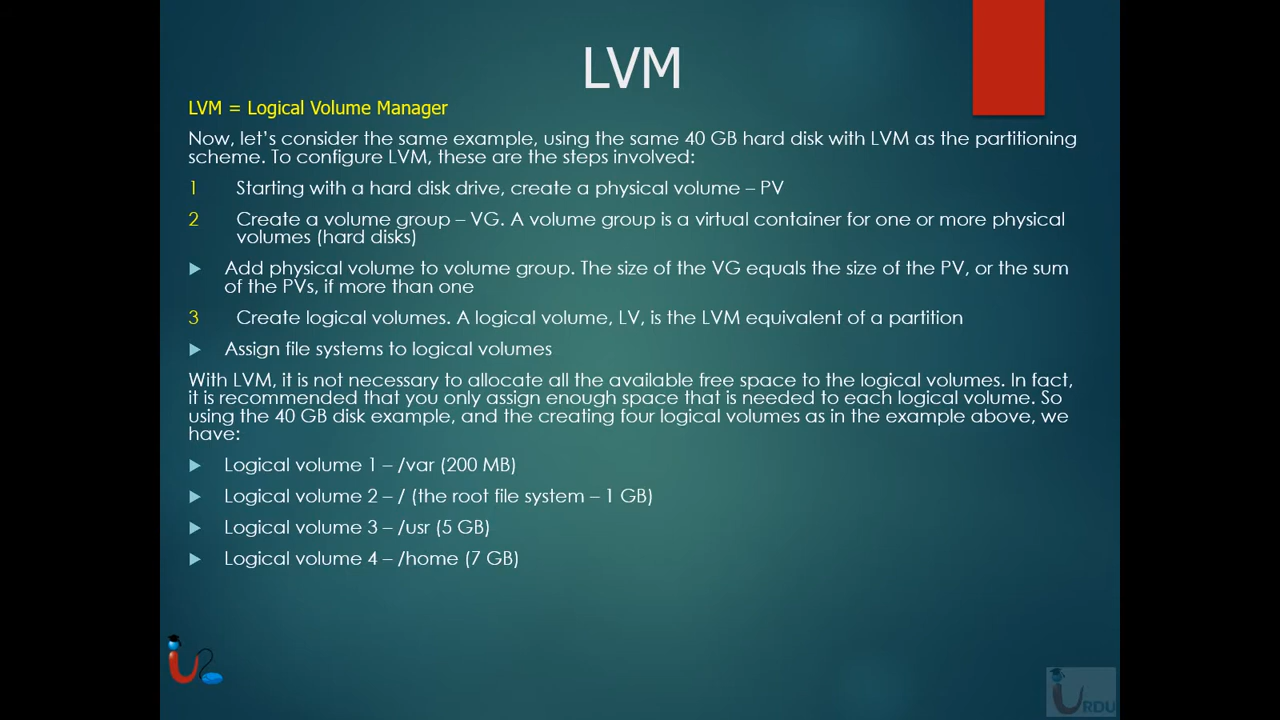 LVM
LVM = Logical Volume Manager
Now, let's consider the same example, using the same 40 GB hard disk with LVM as the partitioning
scheme. To configure LVM, these are the steps involved:
1 Starting with a hard disk drive, create a physical volume – PV
2 Create a volume group – VG. A volume group is a virtual container for one or more physical
volumes (hard disks)
Add physical volume to volume group. The size of the VG equals the size of the PV, or the sum
of the PVs, if more than one
3 Create logical volumes. A logical volume, LV, is the LVM equivalent of a partition
Assign file systems to logical volumes
With LVM, it is not necessary to allocate all the available free space to the logical volumes. In fact,
it is recommended that you only assign enough space that is needed to each logical volume. So
using the 40 GB disk example, and the creating four logical volumes as in the example above, we
have:
Logical volume 1 – /var (200 MB)
Logical volume 2 – / (the root file system – 1 GB)
Logical volume 3 – /usr (5 GB)
Logical volume 4 – /home (7 GB)
URDU